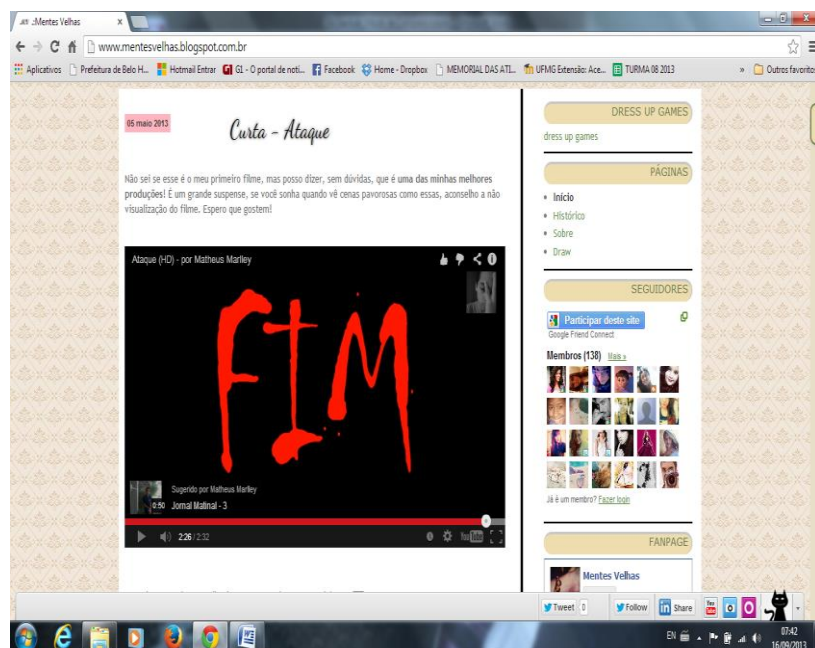 .:Mentes Velhas
www.mentesvelhas.blogspot.com.br
Aplicativos Prefeitura de Belo H... Hotmail Entrar G1 - O portal de notí... Facebook Home - Dropbox MEMORIAL DAS ATI... UFMG Extensão: Ace... TURMA 08 2013 » Outros favorito
05 maio 2013
Curta - Ataque
Não sei se esse é o meu primeiro filme, mas posso dizer, sem dúvidas, que é uma das minhas melhores
produções! É um grande suspense, se você sonha quando vê cenas pavorosas como essas, aconselho a não
visualização do filme. Espero que gostem!
Ataque (HD) - por Matheus Marlley
FIM
Sugerido por Matheus Marlley
0:50 Jornal Matinal - 3
2:26 / 2:32
YouTube
DRESS UP GAMES
dress up games
PÁGINAS
Início
Histórico
Sobre
Draw
SEGUIDORES
Participar deste site
Google Friend Connect
Membros (138) Mais »
Já é um membro? Fazer login
FANPAGE
Mentes Velhas
Tweet 0 Follow Share You Tube
EN 07:42
16/09/2013